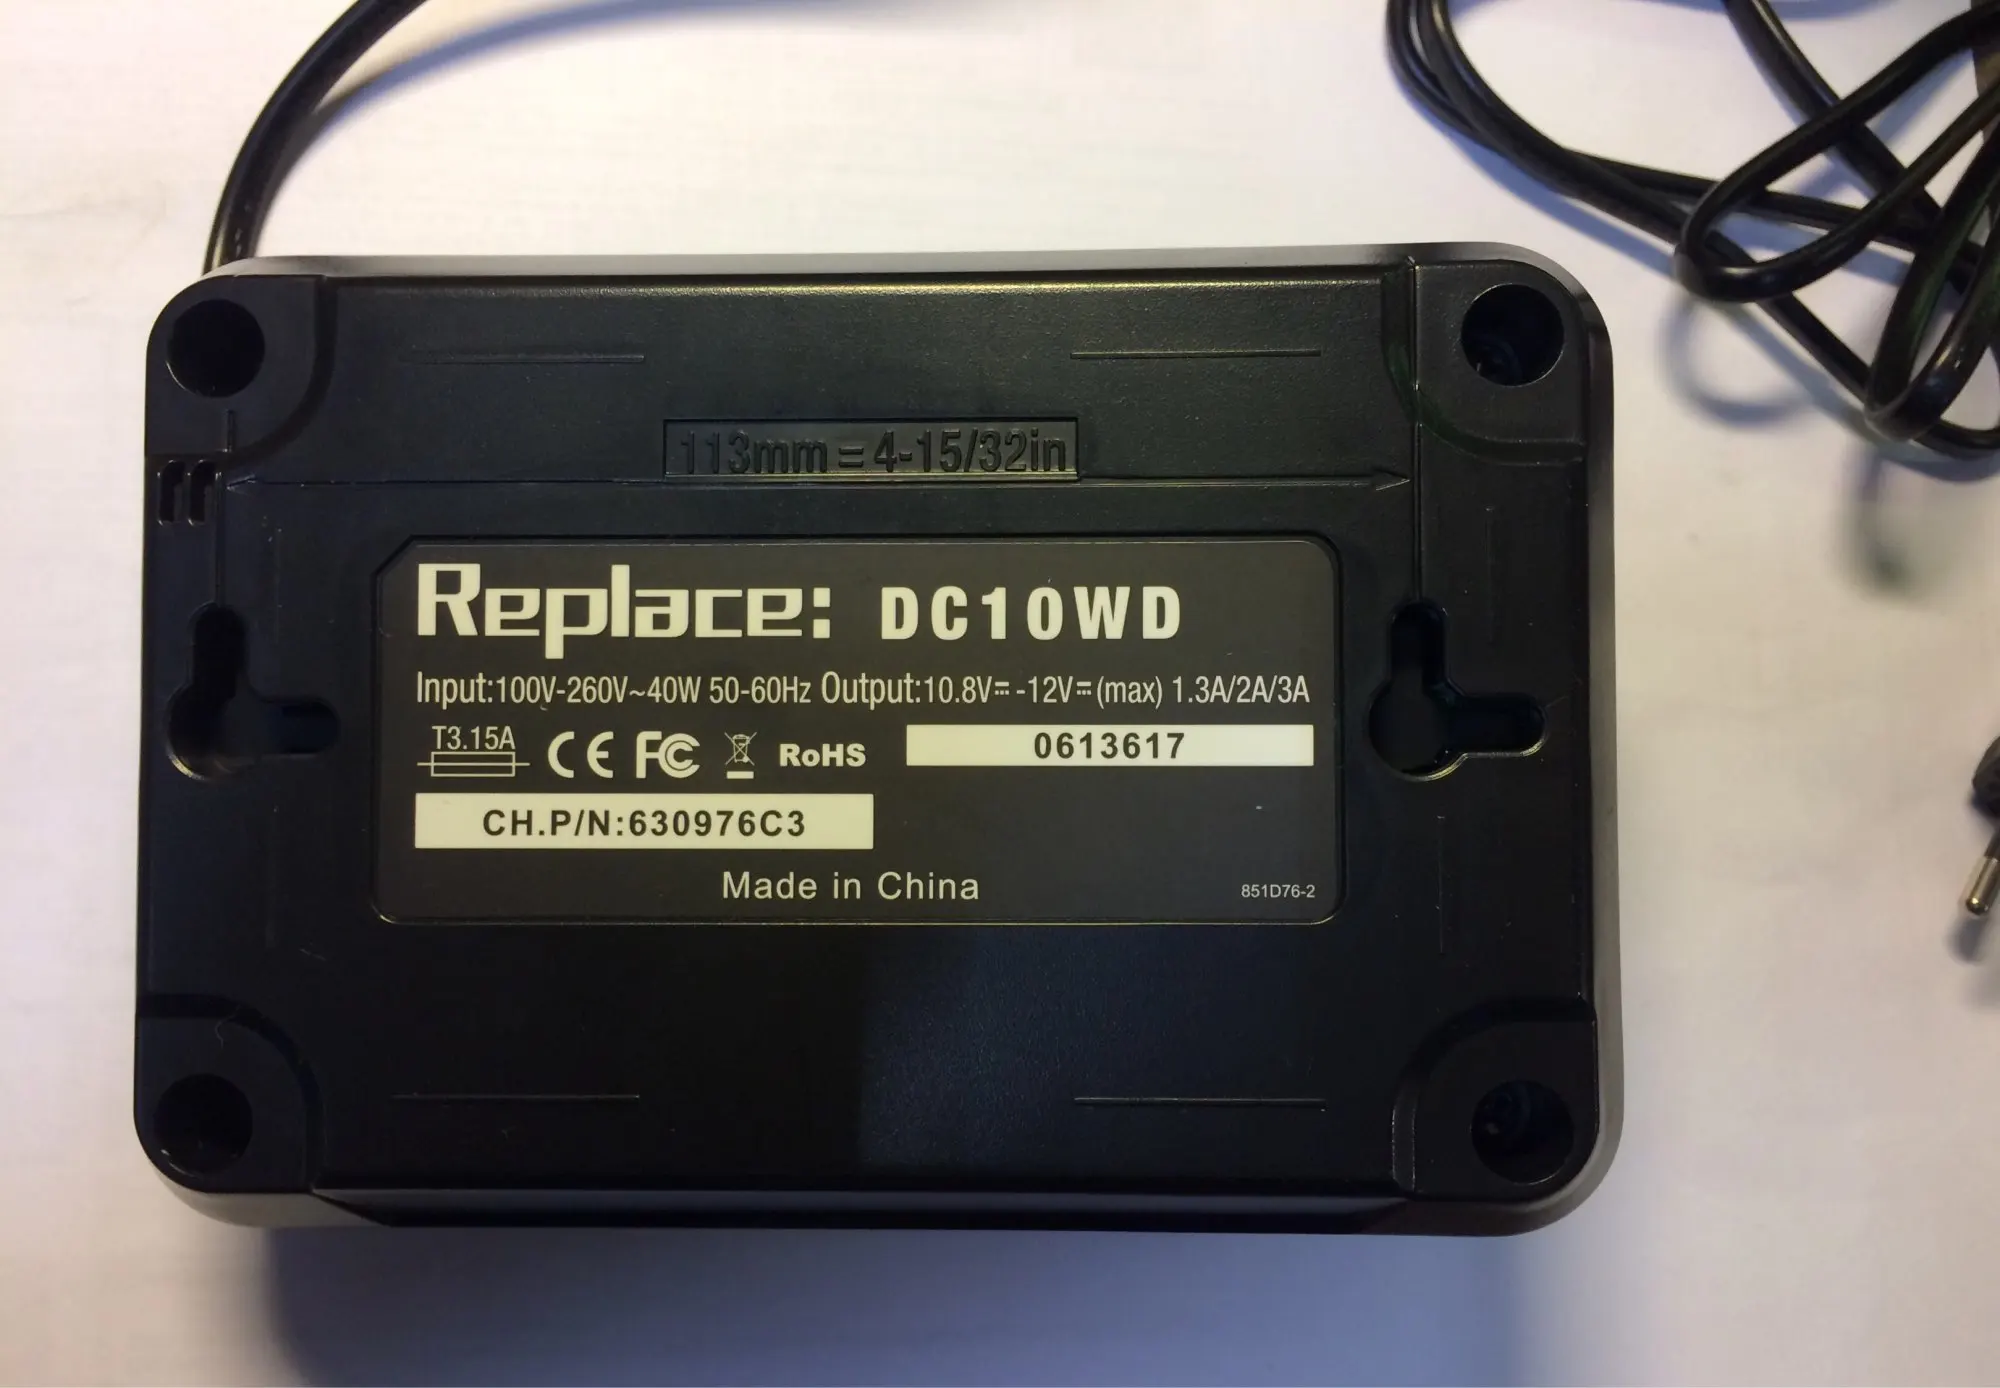 113mm = 4-15/32in
Replace: DC10WD
Input:100V-260V~40W 50-60Hz Output:10.8V⎓ -12V⎓(max) 1.3A/2A/3A
T3.15A CE FC RoHS 0613617
CH.P/N:630976C3
Made in China
851D76-2